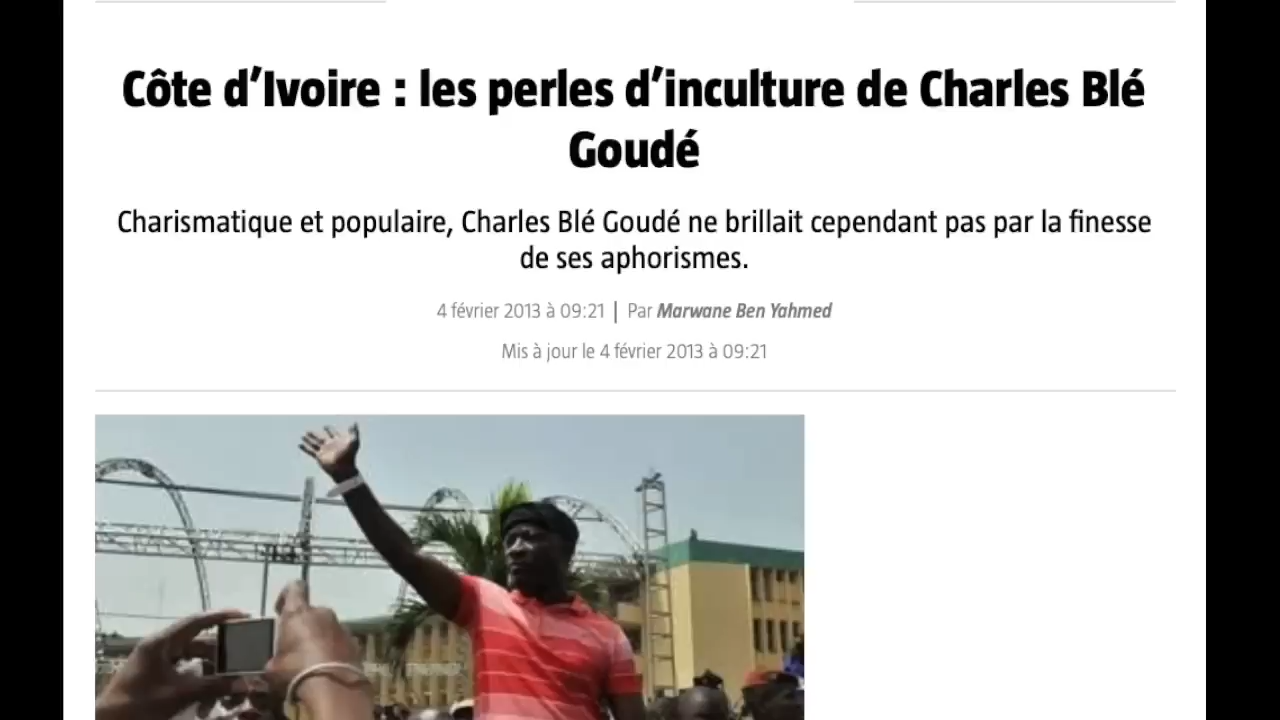 Côte d’Ivoire : les perles d’inculture de Charles Blé
Goudé
Charismatique et populaire, Charles Blé Goudé ne brillait cependant pas par la finesse
de ses aphorismes.
4 février 2013 à 09:21 | Par Marwane Ben Yahmed
Mis à jour le 4 février 2013 à 09:21